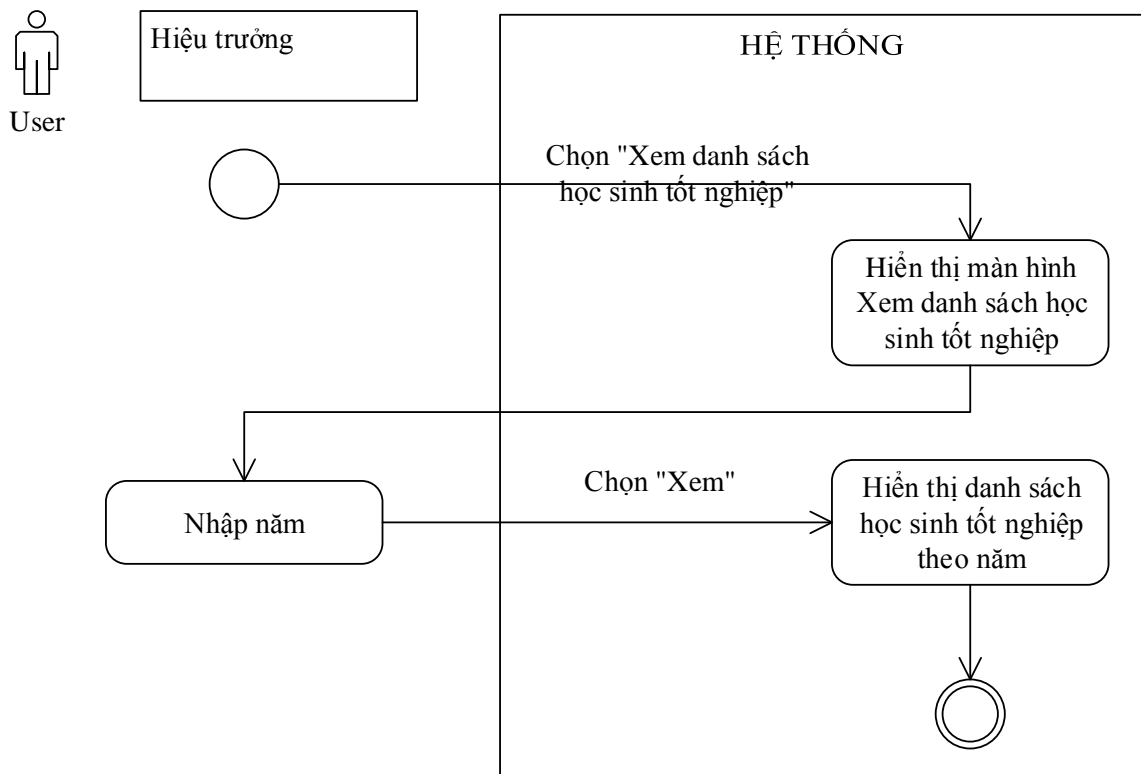 Hiệu trưởng
HỆ THỐNG
User
Chọn "Xem danh sách
học sinh tốt nghiệp"
Hiển thị màn hình
Xem danh sách học
sinh tốt nghiệp
Nhập năm
Chọn "Xem"
Hiển thị danh sách
học sinh tốt nghiệp
theo năm